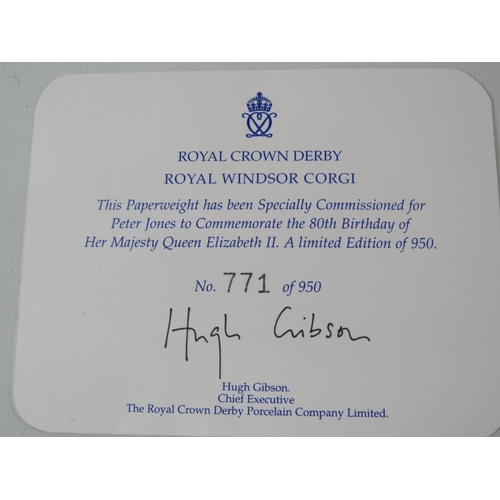 ROYAL CROWN DERBY
ROYAL WINDSOR CORGI
This Paperweight has been Specially Commissioned for
Peter Jones to Commemorate the 80th Birthday of
Her Majesty Queen Elizabeth II. A limited Edition of 950.
No. 771 of 950
Hugh Gibson
Hugh Gibson.
Chief Executive
The Royal Crown Derby Porcelain Company Limited.